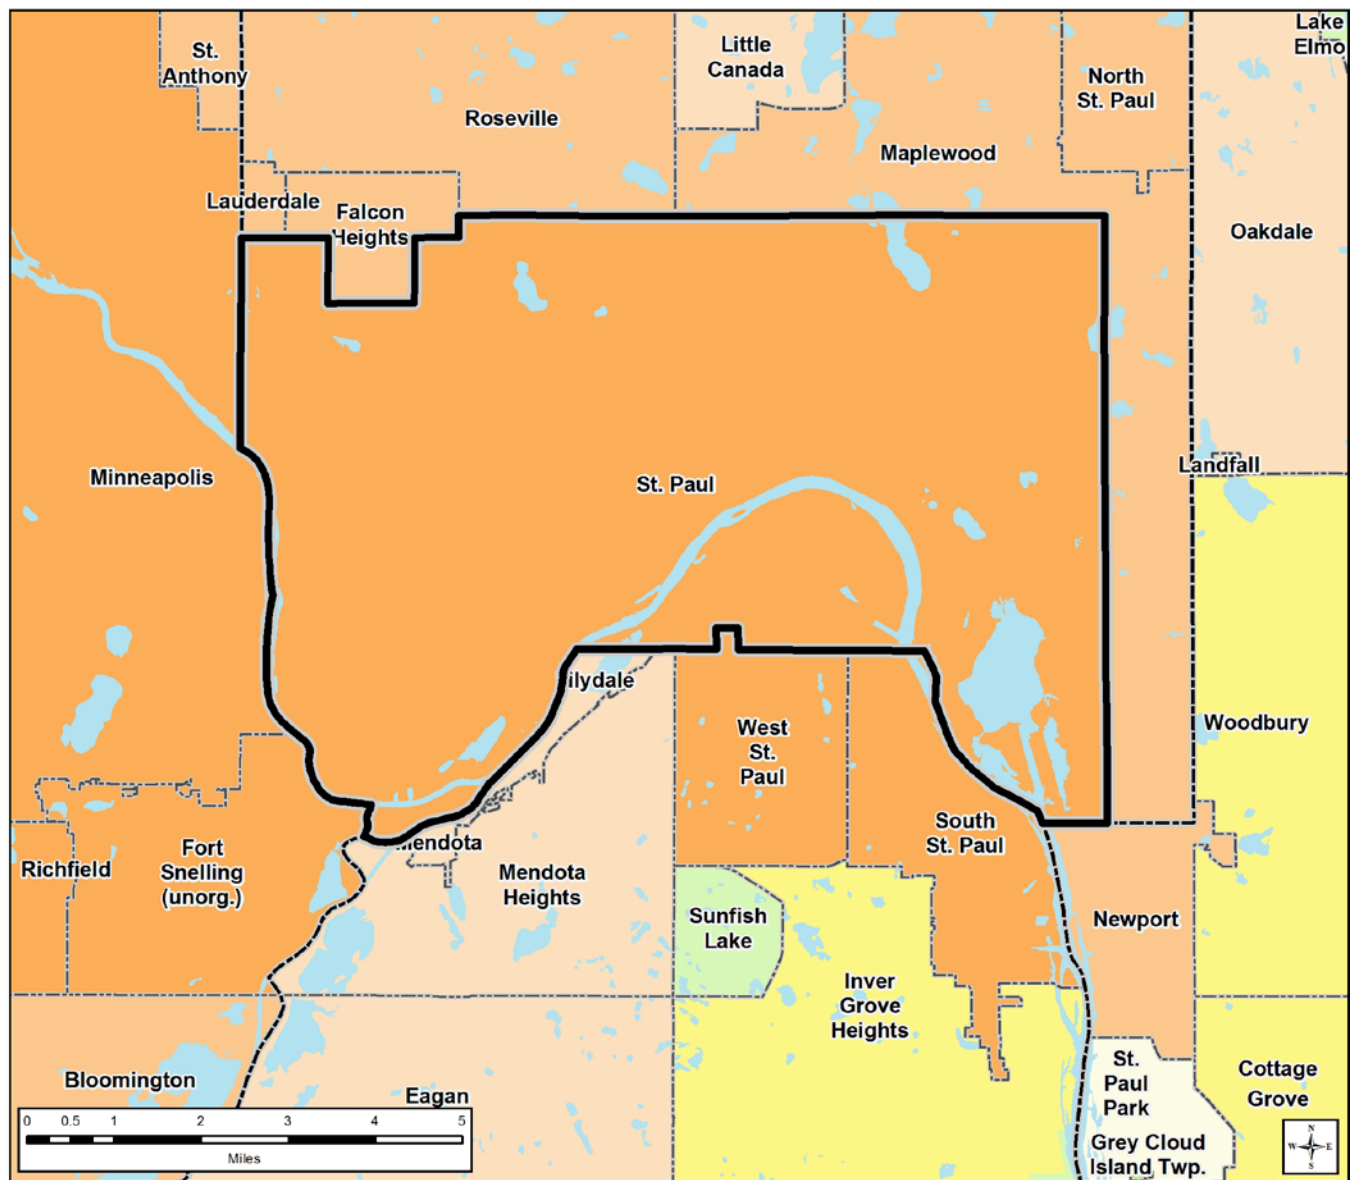 Lake
Elmo
St.
Anthony
Little
Canada
North
St. Paul
Roseville
Maplewood
Lauderdale
Falcon
Heights
Oakdale
Landfall
Minneapolis
St. Paul
ilydale
West
St.
Paul
Woodbury
South
St. Paul
Mendota
Richfield
Fort
Snelling
(unorg.)
Mendota
Heights
Sunfish
Lake
Newport
Inver
Grove
Heights
Bloomington
Eagan
St.
Paul
Park
Cottage
Grove
Grey Cloud
Island Twp.
0 0.5 1 2 3 4 5
Miles
N
W E
S